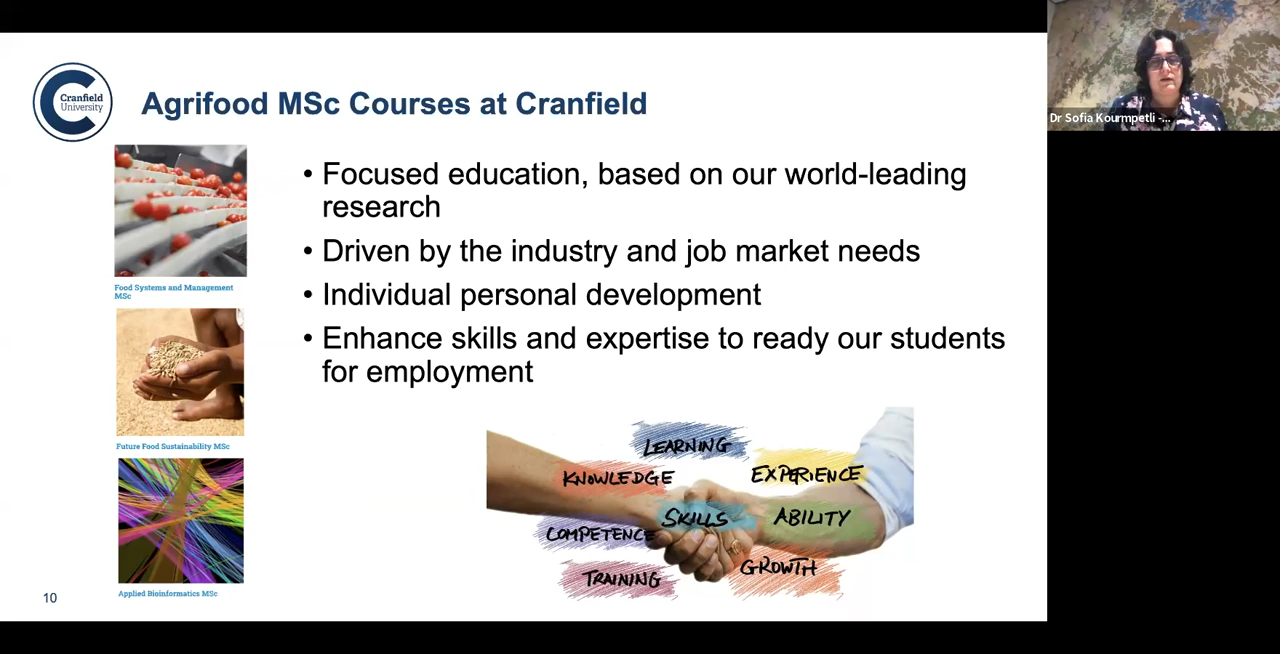 Cranfield
University
Agrifood MSc Courses at Cranfield
Dr Sofia Kourmpetli -...
• Focused education, based on our world-leading
research
• Driven by the industry and job market needs
• Individual personal development
• Enhance skills and expertise to ready our students
for employment
Food Systems and Management
MSc
Future Food Sustainability MSc
Applied Bioinformatics MSc
LEARNING
KNOWLEDGE
EXPERIENCE
SKILLS
ABILITY
COMPETENCE
GROWTH
TRAINING
10